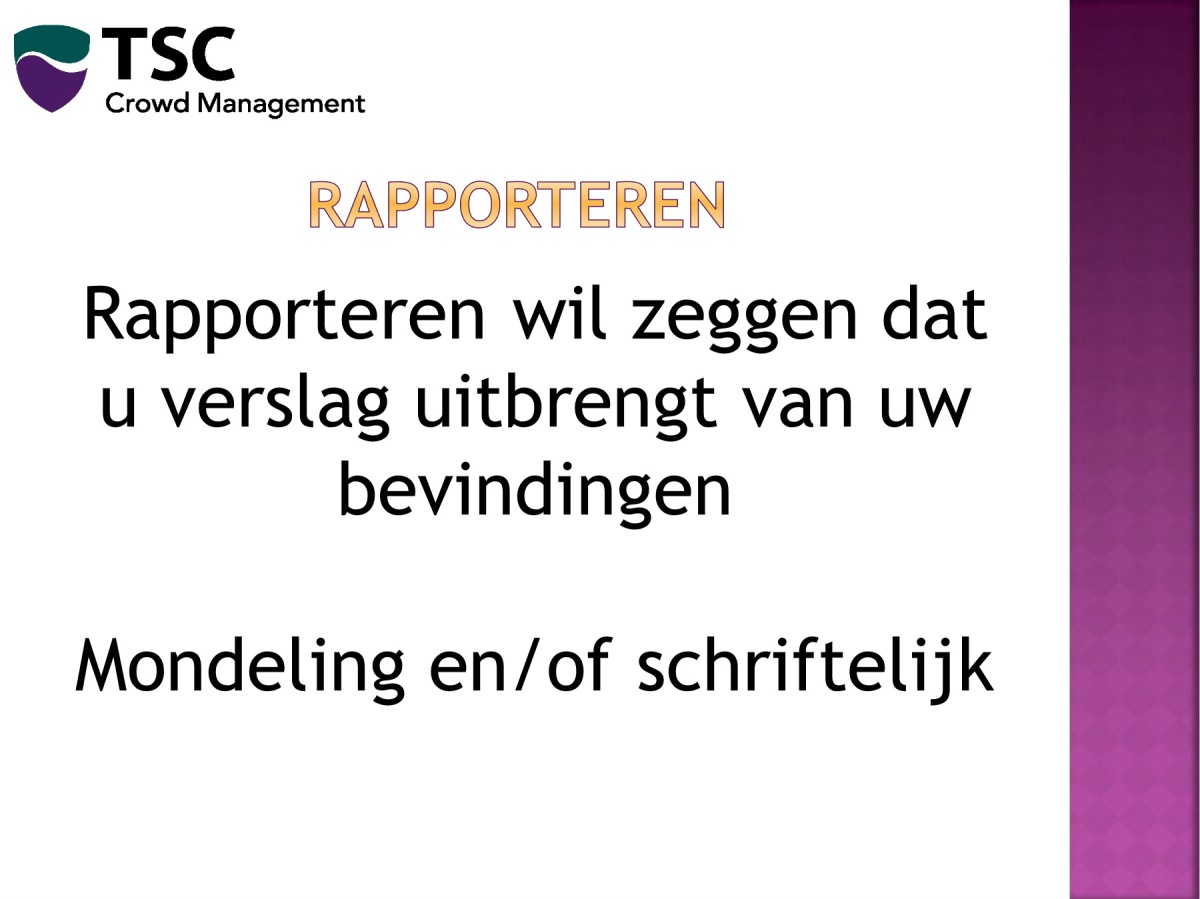 TSC
Crowd Management
RAPPORTEREN
Rapporteren wil zeggen dat
u verslag uitbrengt van uw
bevindingen
Mondeling en/of schriftelijk